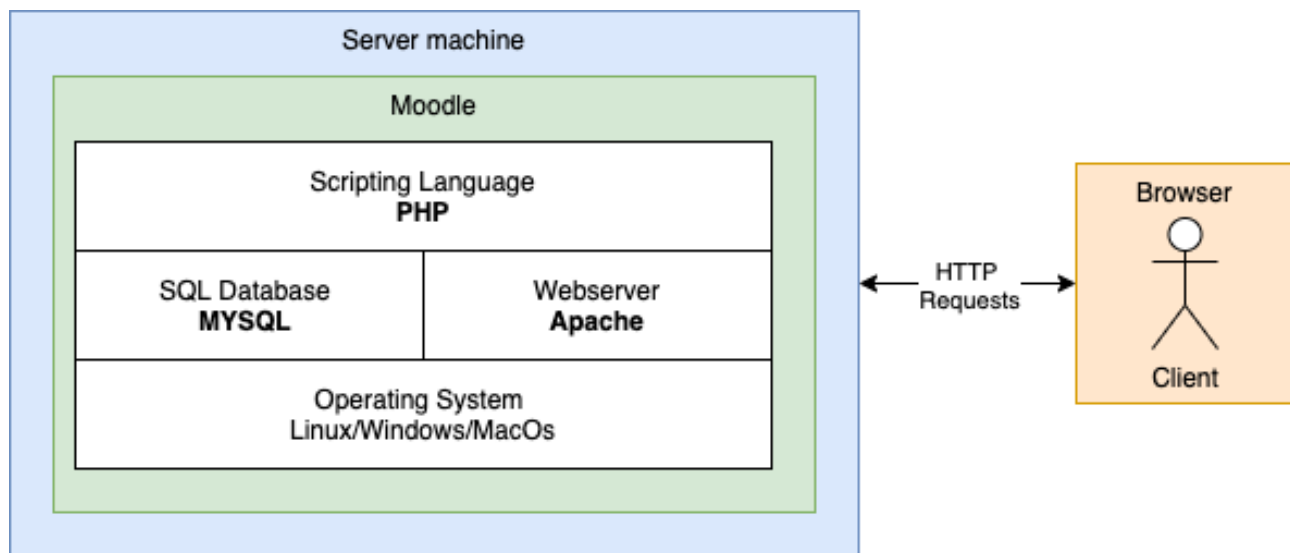 Server machine
Moodle
Scripting Language
PHP
SQL Database
MYSQL
Webserver
Apache
Operating System
Linux/Windows/MacOs
HTTP
Requests
Browser
Client